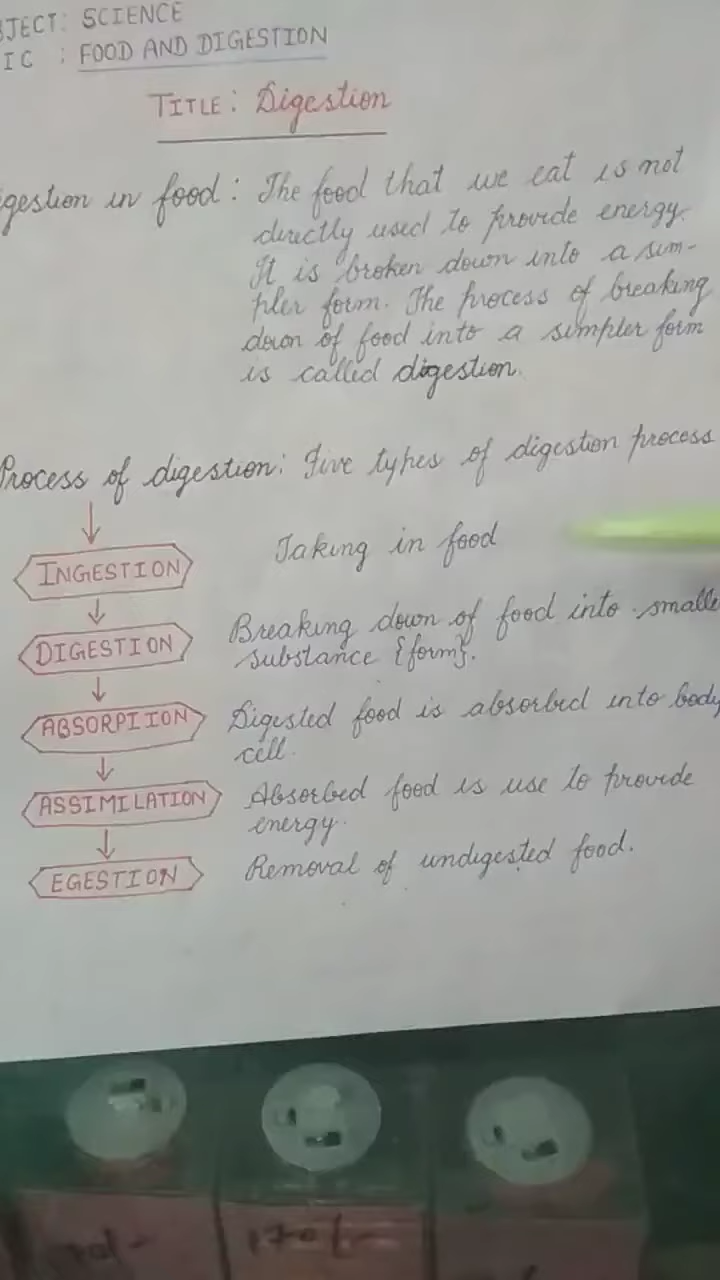 JECT: SCIENCE
IC : FOOD AND DIGESTION
TITLE: Digestion
gestion in food: The food that we eat is not
directly used to provide energy.
It is broken down into a sim-
pler form. The process of breaking
down of food into a simpler form
is called digestion.
Process of digestion: Five types of digestion process
INGESTION Taking in food
DIGESTION Breaking down of food into smalle
substance {form}.
ABSORPTION Digested food is absorbed into body
cell.
ASSIMILATION Absorbed food is use to provide
energy.
EGESTION Removal of undigested food.